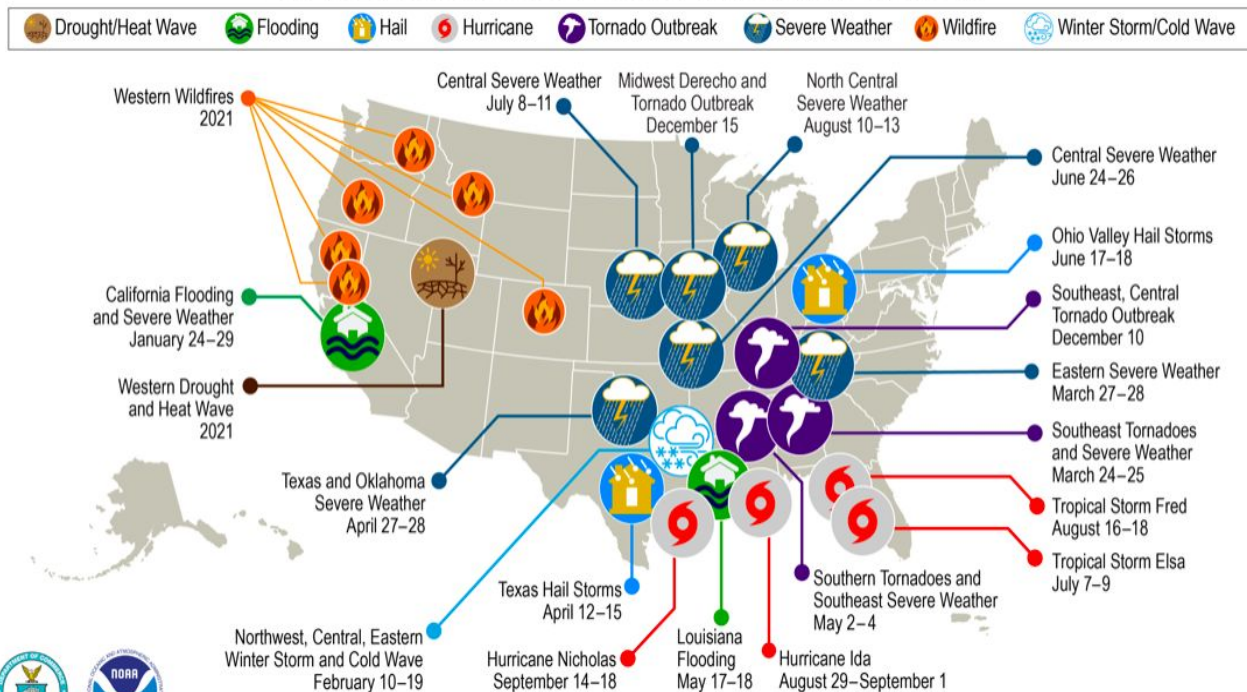 Drought/Heat Wave
Flooding
Hail
Hurricane
Tornado Outbreak
Severe Weather
Wildfire
Winter Storm/Cold Wave
Western Wildfires
2021
Central Severe Weather
July 8–11
Midwest Derecho and
Tornado Outbreak
December 15
North Central
Severe Weather
August 10–13
Central Severe Weather
June 24–26
Ohio Valley Hail Storms
June 17–18
California Flooding
and Severe Weather
January 24–29
Southeast, Central
Tornado Outbreak
December 10
Western Drought
and Heat Wave
2021
Eastern Severe Weather
March 27–28
Southeast Tornadoes
and Severe Weather
March 24–25
Texas and Oklahoma
Severe Weather
April 27–28
Tropical Storm Fred
August 16–18
Tropical Storm Elsa
July 7–9
Texas Hail Storms
April 12–15
Southern Tornadoes and
Southeast Severe Weather
May 2–4
Northwest, Central, Eastern
Winter Storm and Cold Wave
February 10–19
Hurricane Nicholas
September 14–18
Louisiana
Flooding
May 17–18
Hurricane Ida
August 29–September 1
NOAA